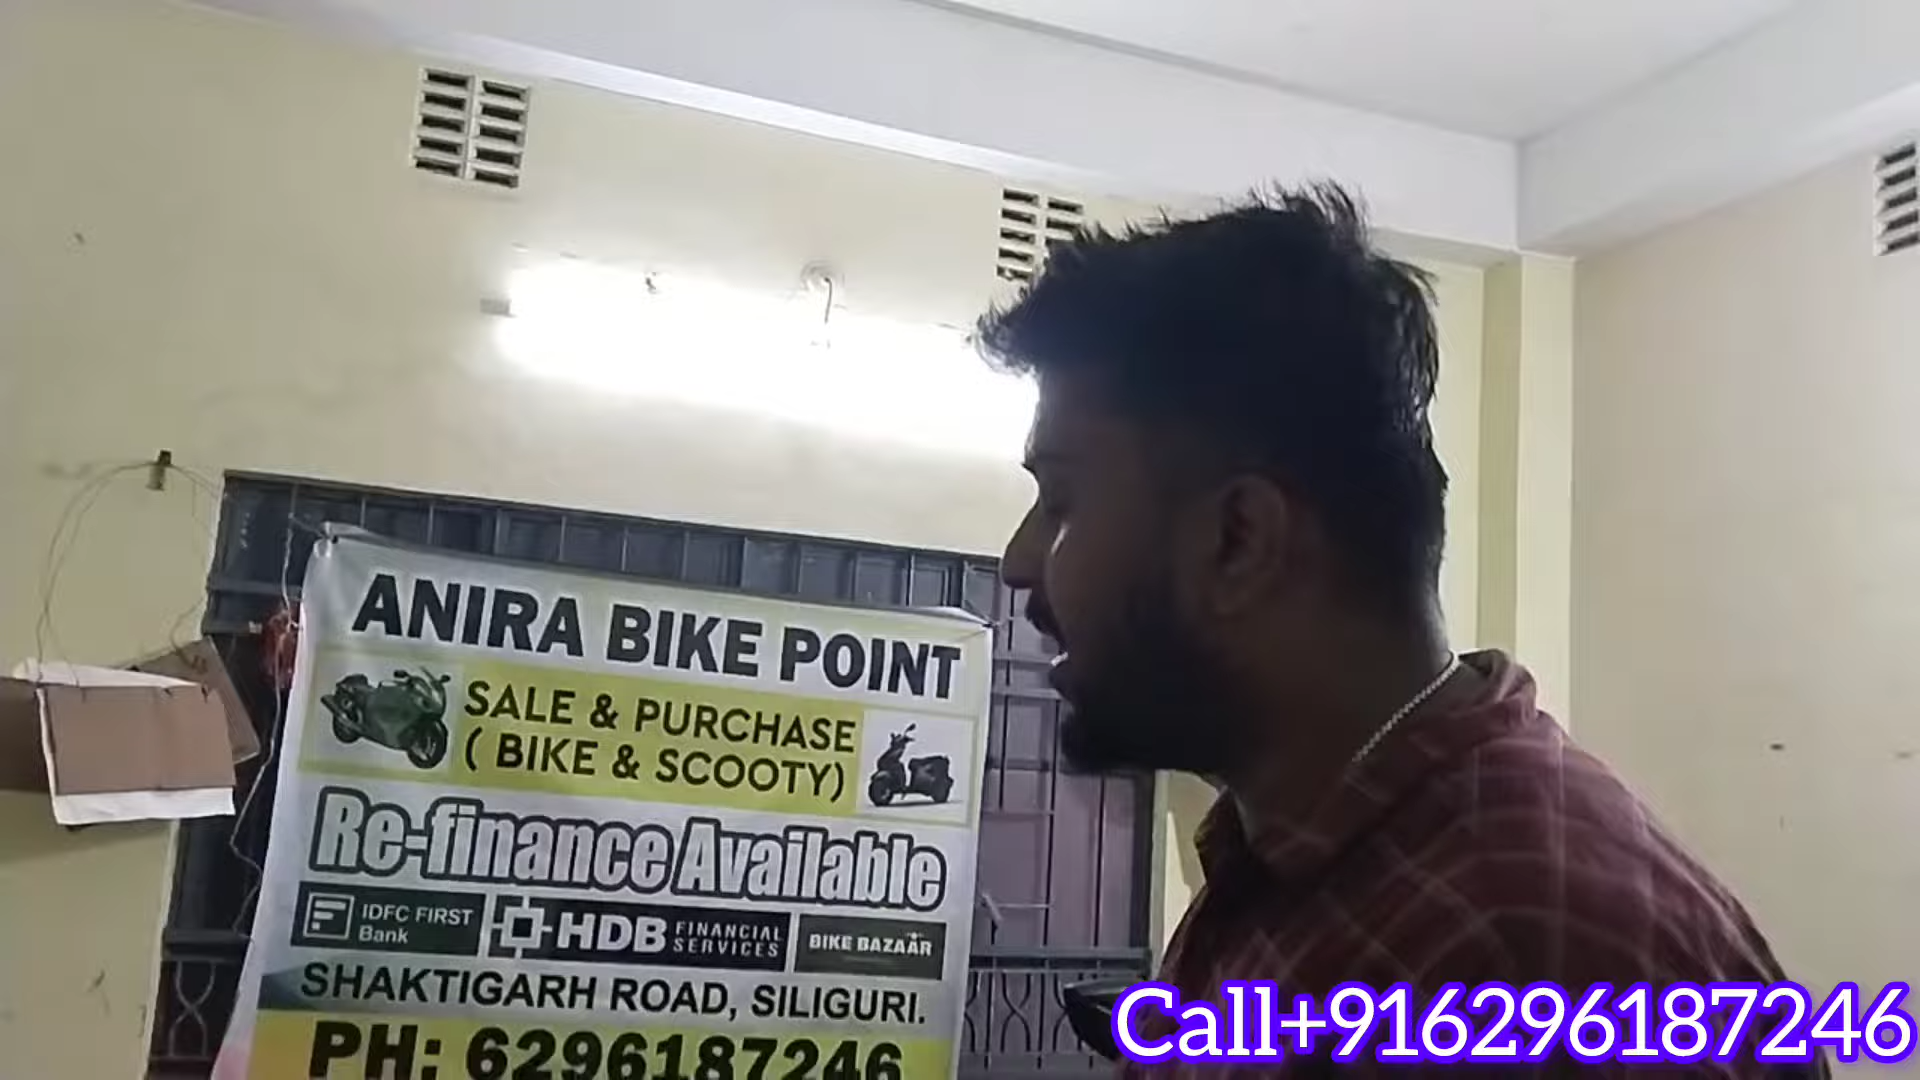 ANIRA BIKE POINT
SALE & PURCHASE
( BIKE & SCOOTY)
Re-finance Available
IDFC FIRST
Bank
HDB FINANCIAL
SERVICES
BIKE BAZAAR
SHAKTIGARH ROAD, SILIGURI.
PH: 6296187246
Call+916296187246